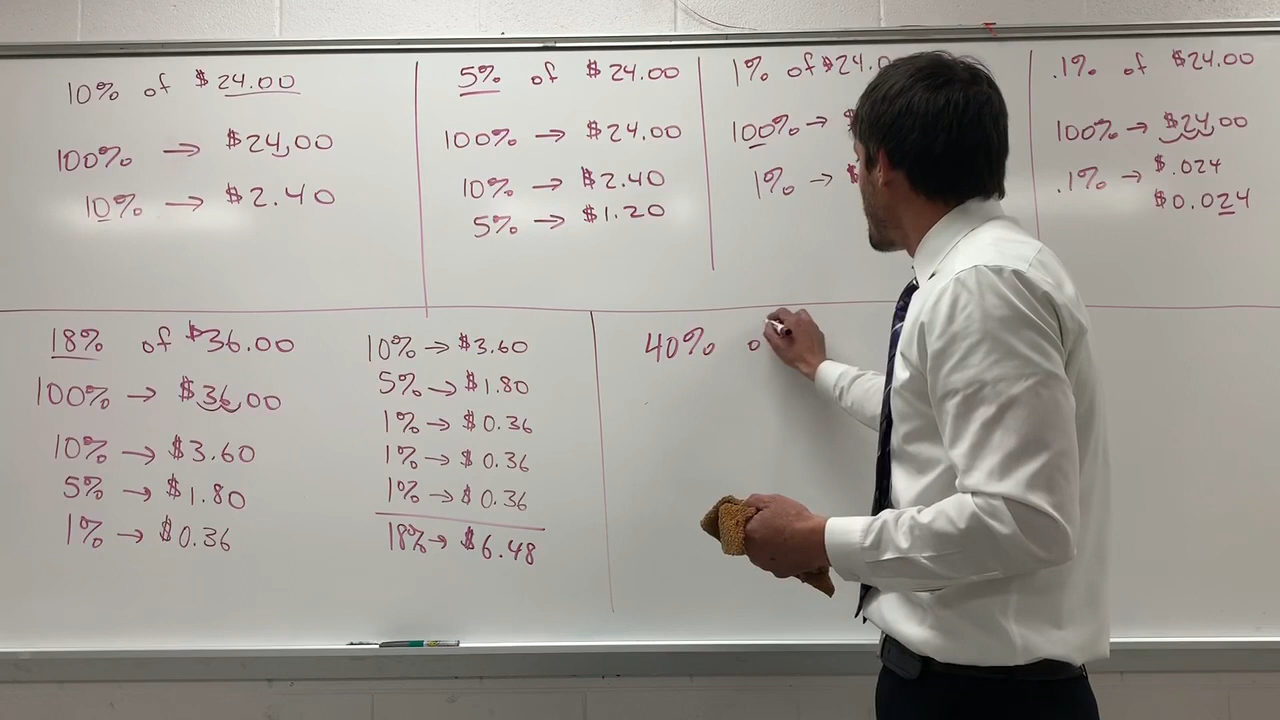 10% of $24.00
100% → $24.00
10% → $2.40
5% of $24.00
100% → $24.00
10% → $2.40
5% → $1.20
1% of $24.0
100% → $
1% → $
.1% of $24.00
100% → $24.00
.1% → $.024
$0.024
18% of $36.00
100% → $36.00
10% → $3.60
5% → $1.80
1% → $0.36
10% → $3.60
5% → $1.80
1% → $0.36
1% → $0.36
1% → $0.36
18% → $6.48
40% o